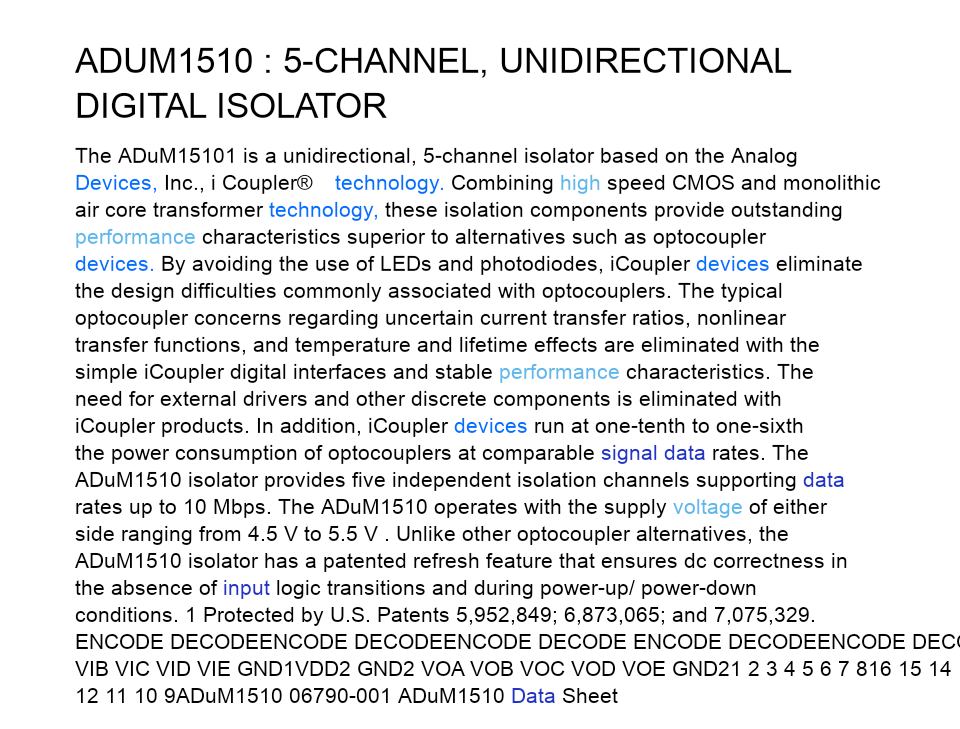 ADUM1510 : 5-CHANNEL, UNIDIRECTIONAL
DIGITAL ISOLATOR
The ADuM15101 is a unidirectional, 5-channel isolator based on the Analog
Devices, Inc., i Coupler® technology. Combining high speed CMOS and monolithic
air core transformer technology, these isolation components provide outstanding
performance characteristics superior to alternatives such as optocoupler
devices. By avoiding the use of LEDs and photodiodes, iCoupler devices eliminate
the design difficulties commonly associated with optocouplers. The typical
optocoupler concerns regarding uncertain current transfer ratios, nonlinear
transfer functions, and temperature and lifetime effects are eliminated with the
simple iCoupler digital interfaces and stable performance characteristics. The
need for external drivers and other discrete components is eliminated with
iCoupler products. In addition, iCoupler devices run at one-tenth to one-sixth
the power consumption of optocouplers at comparable signal data rates. The
ADuM1510 isolator provides five independent isolation channels supporting data
rates up to 10 Mbps. The ADuM1510 operates with the supply voltage of either
side ranging from 4.5 V to 5.5 V . Unlike other optocoupler alternatives, the
ADuM1510 isolator has a patented refresh feature that ensures dc correctness in
the absence of input logic transitions and during power-up/ power-down
conditions. 1 Protected by U.S. Patents 5,952,849; 6,873,065; and 7,075,329.
ENCODE DECODEENCODE DECODEENCODE DECODE ENCODE DECODEENCODE
VIB VIC VID VIE GND1VDD2 GND2 VOA VOB VOC VOD VOE GND21 2 3 4 5 6 7 816 15 14
12 11 10 9ADuM1510 06790-001 ADuM1510 Data Sheet